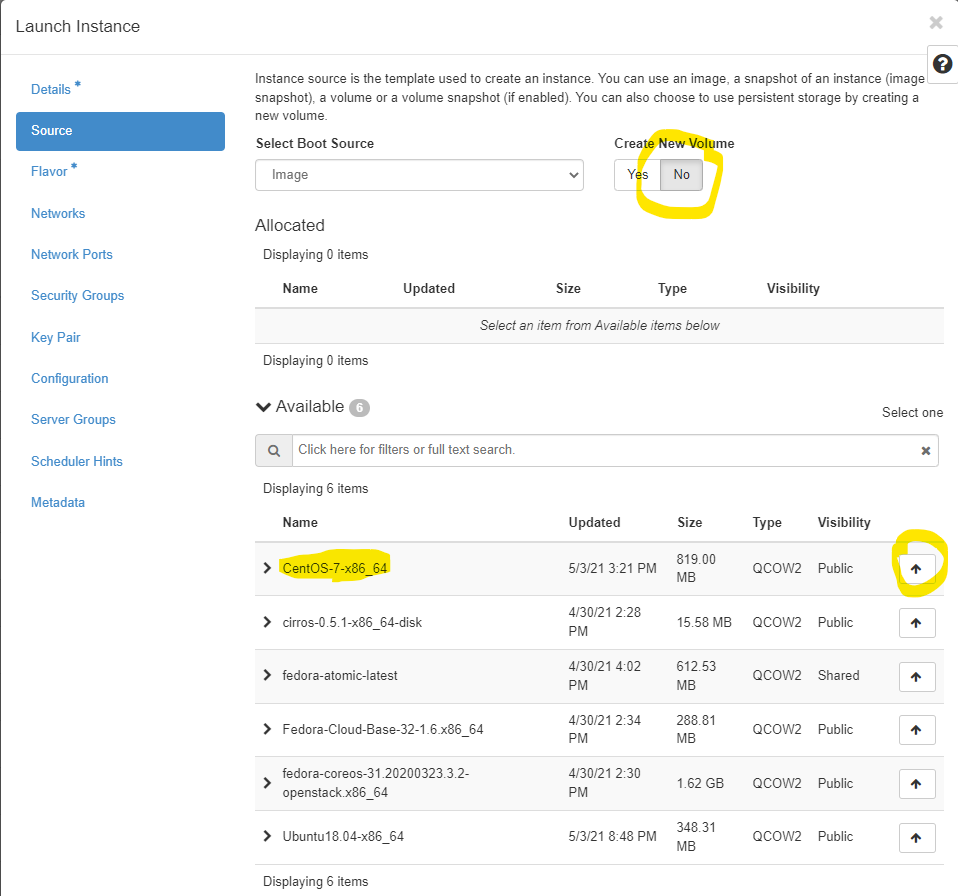 Launch Instance
×
?
Details *
Source
Flavor *
Networks
Network Ports
Security Groups
Key Pair
Configuration
Server Groups
Scheduler Hints
Metadata
Instance source is the template used to create an instance. You can use an image, a snapshot of an instance (image
snapshot), a volume or a volume snapshot (if enabled). You can also choose to use persistent storage by creating a
new volume.
Select Boot Source
Create New Volume
Image
Yes No
Allocated
Displaying 0 items
Name Updated Size Type Visibility
Select an item from Available items below
Displaying 0 items
Available 6
Select one
Click here for filters or full text search.
×
Displaying 6 items
Name Updated Size Type Visibility
CentOS-7-x86_64 5/3/21 3:21 PM 819.00 MB QCOW2 Public
cirros-0.5.1-x86_64-disk 4/30/21 2:28 PM 15.58 MB QCOW2 Public
fedora-atomic-latest 4/30/21 4:02 PM 612.53 MB QCOW2 Shared
Fedora-Cloud-Base-32-1.6.x86_64 4/30/21 2:34 PM 288.81 MB QCOW2 Public
fedora-coreos-31.20200323.3.2-openstack.x86_64 4/30/21 2:30 PM 1.62 GB QCOW2 Public
Ubuntu18.04-x86_64 5/3/21 8:48 PM 348.31 MB QCOW2 Public
Displaying 6 items